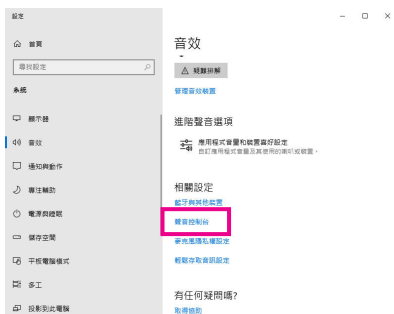 設定
首頁
尋找設定
系統
顯示器
音效
通知與動作
專注輔助
電源與睡眠
儲存空間
平板電腦模式
多工
投影到此電腦
音效
疑難排解
管理音效裝置
進階聲音選項
應用程式音量和裝置喜好設定
自訂應用程式音量及其使用的喇叭或裝置。
相關設定
藍牙與其他裝置
聲音控制台
麥克風隱私權設定
輕鬆存取音訊設定
有任何疑問嗎?
取得協助